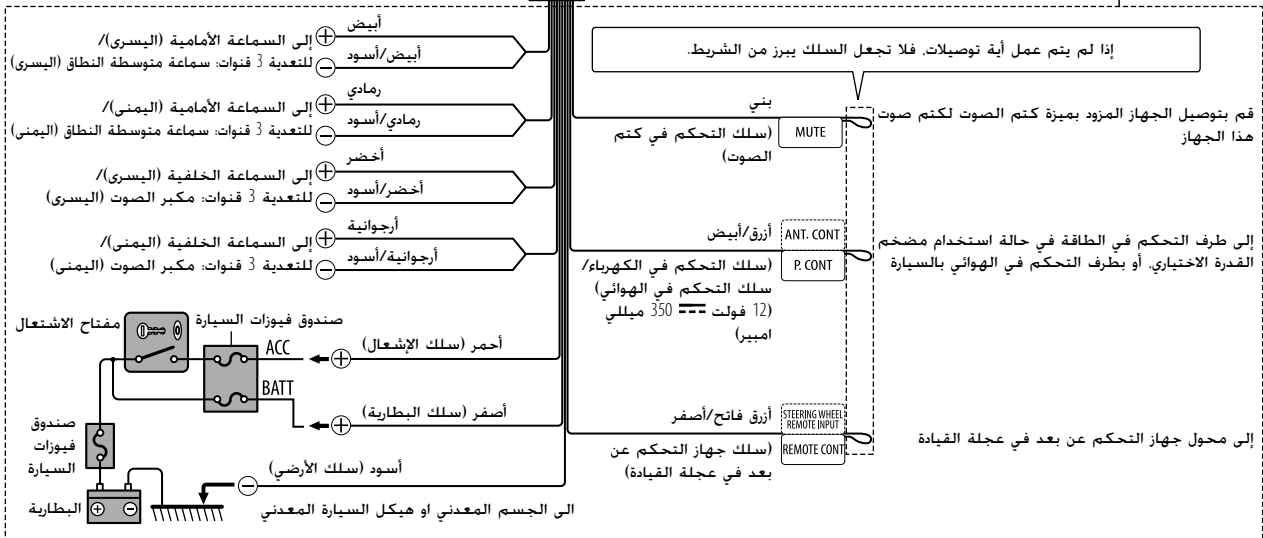 إذا لم يتم عمل أية توصيلات، فلا تجعل السلك يبرز من الشريط.
بني
MUTE
(سلك التحكم في كتم
الصوت)
قم بتوصيل الجهاز المزود بميزة كتم الصوت لكتم صوت
هذا الجهاز
أزرق/أبيض
ANT. CONT
P. CONT
(سلك التحكم في الكهرباء/
سلك التحكم في الهوائي)
(12 فولت ⎓ 350 ميللي
امبير)
إلى طرف التحكم في الطاقة في حالة استخدام مضخم
القدرة الاختياري، أو بطرف التحكم في الهوائي بالسيارة
أزرق فاتح/أصفر
STEERING WHEEL
REMOTE INPUT
REMOTE CONT
(سلك جهاز التحكم عن
بعد في عجلة القيادة)
إلى محول جهاز التحكم عن بعد في عجلة القيادة
أبيض
أبيض/أسود
إلى السماعة الأمامية (اليسرى)/
للتعدية 3 قنوات: سماعة متوسطة النطاق (اليسرى)
رمادي
رمادي/أسود
إلى السماعة الأمامية (اليمنى)/
للتعدية 3 قنوات: سماعة متوسطة النطاق (اليمنى)
أخضر
أخضر/أسود
إلى السماعة الخلفية (اليسرى)/
للتعدية 3 قنوات: مكبر الصوت (اليسرى)
أرجوانية
أرجوانية/أسود
إلى السماعة الخلفية (اليمنى)/
للتعدية 3 قنوات: مكبر الصوت (اليمنى)
مفتاح الاشتعال
صندوق فيوزات السيارة
ACC
أحمر (سلك الإشعال)
BATT
أصفر (سلك البطارية)
صندوق
فيوزات
السيارة
أسود (سلك الأرضي)
البطارية
الى الجسم المعدني او هيكل السيارة المعدني